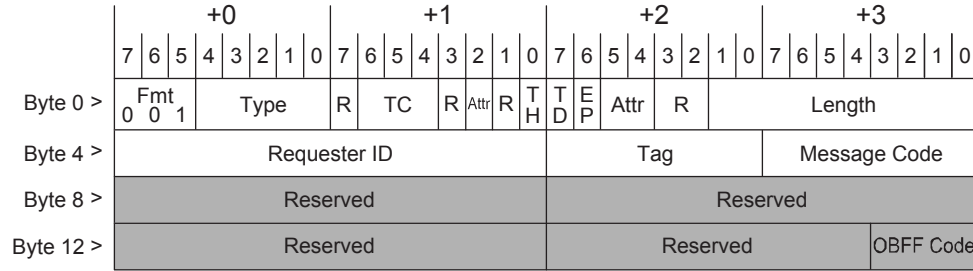 +0 +1 +2 +3
7 6 5 4 3 2 1 0 7 6 5 4 3 2 1 0 7 6 5 4 3 2 1 0 7 6 5 4 3 2 1 0
Byte 0 > Fmt 0 0 1 Type R TC R Attr R TH TD EP Attr R Length
Byte 4 > Requester ID Tag Message Code
Byte 8 > Reserved Reserved
Byte 12 > Reserved Reserved OBFF Code